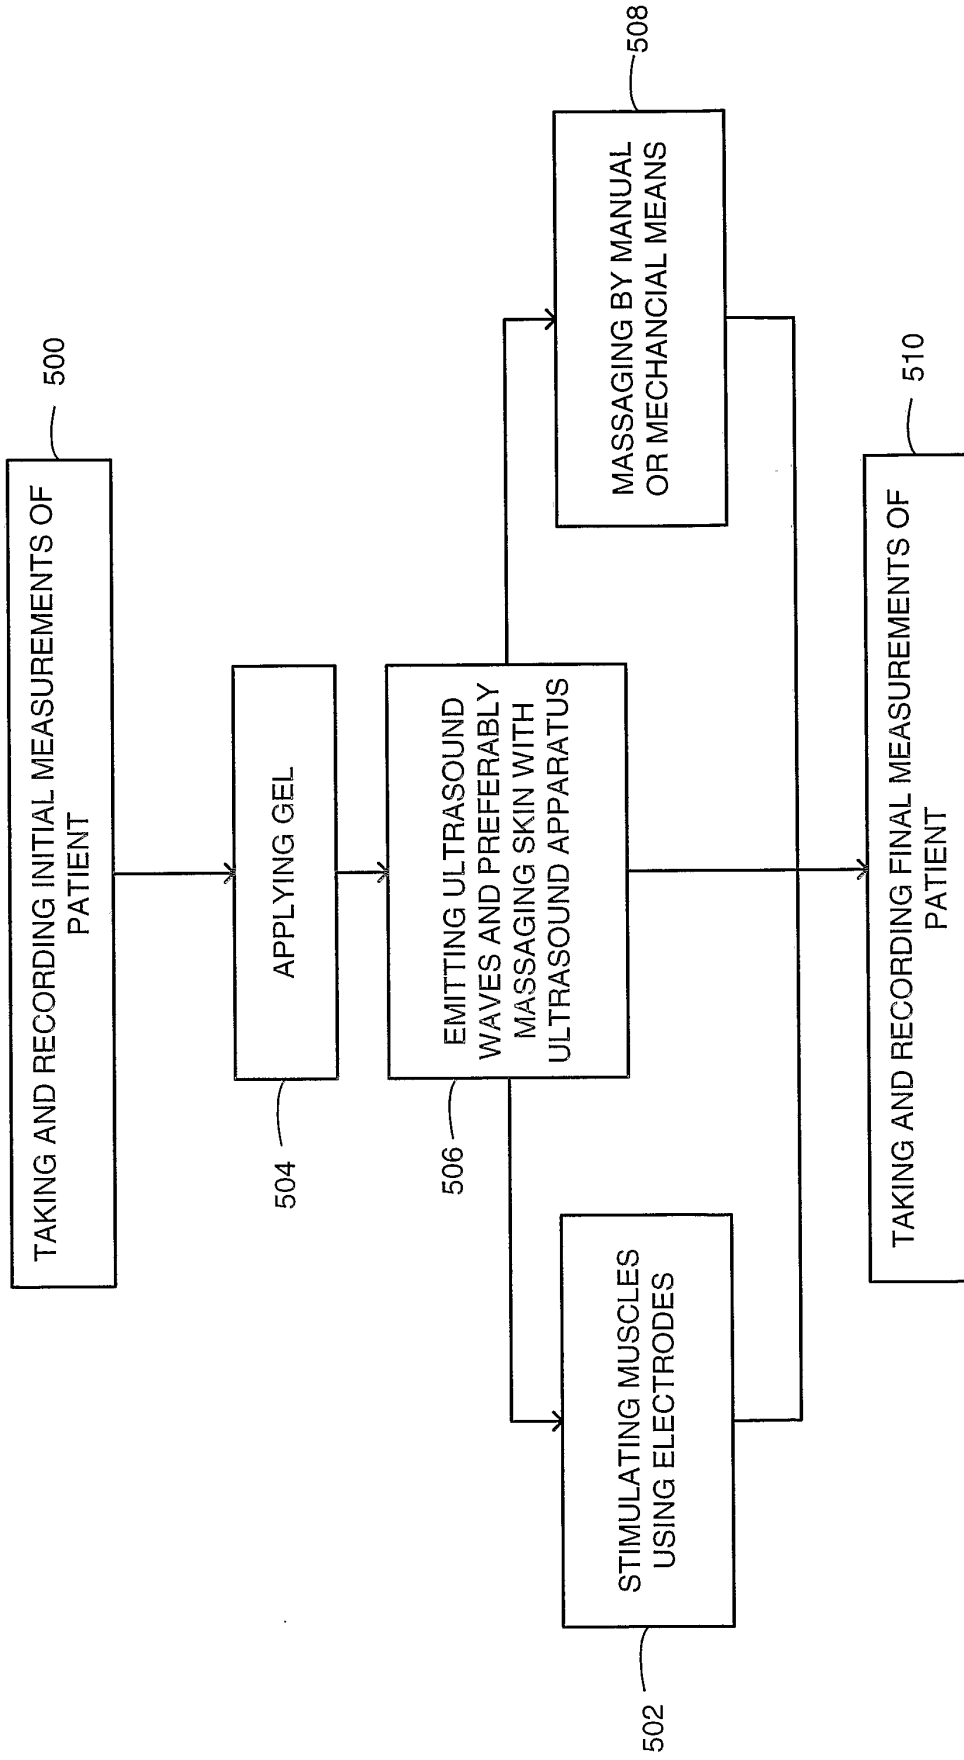 TAKING AND RECORDING INITIAL MEASUREMENTS OF
PATIENT
500
APPLYING GEL
504
EMITTING ULTRASOUND
WAVES AND PREFERABLY
MASSAGING SKIN WITH
ULTRASOUND APPARATUS
506
STIMULATING MUSCLES
USING ELECTRODES
502
MASSAGING BY MANUAL
OR MECHANCIAL MEANS
508
TAKING AND RECORDING FINAL MEASUREMENTS OF
PATIENT
510